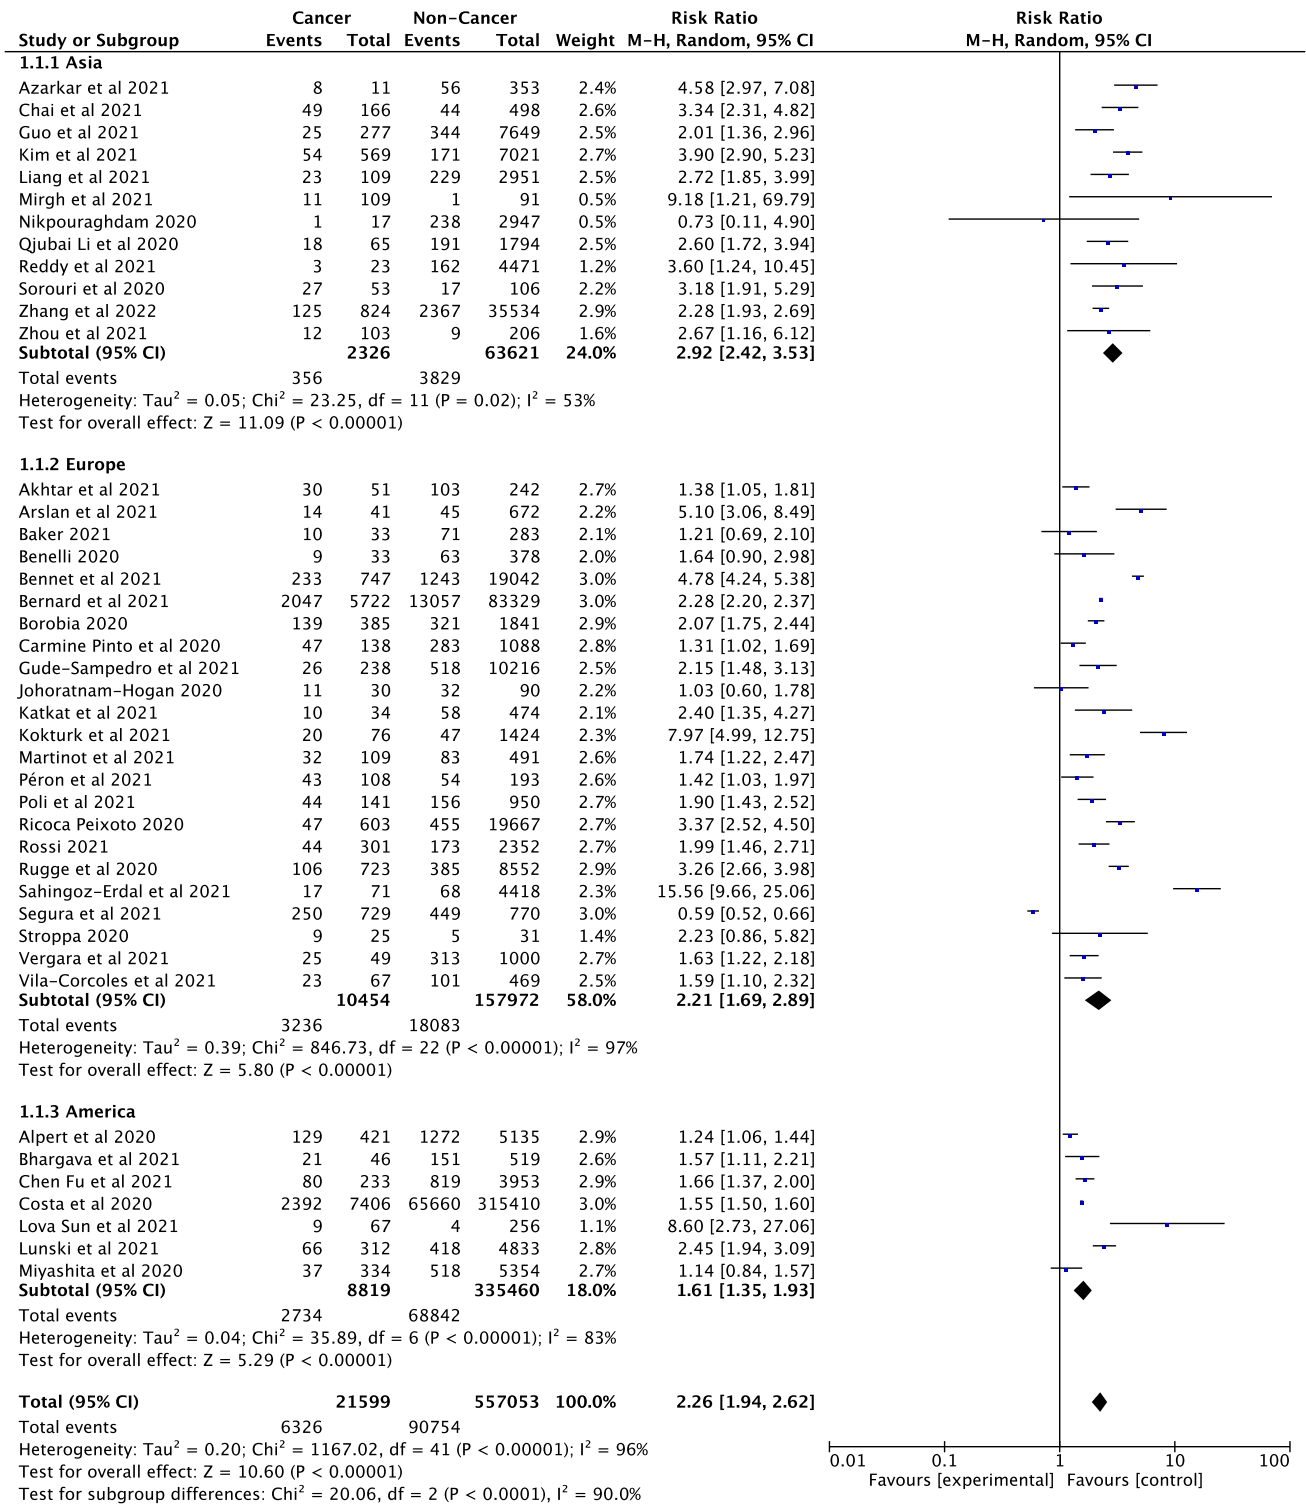 Cancer Non-Cancer Risk Ratio Risk Ratio
Study or Subgroup Events Total Events Total Weight M-H, Random, 95% CI M-H, Random, 95% CI
1.1.1 Asia
Azarkar et al 2021 8 11 56 353 2.4% 4.58 [2.97, 7.08]
Chai et al 2021 49 166 44 498 2.6% 3.34 [2.31, 4.82]
Guo et al 2021 25 277 344 7649 2.5% 2.01 [1.36, 2.96]
Kim et al 2021 54 569 171 7021 2.7% 3.90 [2.90, 5.23]
Liang et al 2021 23 109 229 2951 2.5% 2.72 [1.85, 3.99]
Mirgh et al 2021 11 109 1 91 0.5% 9.18 [1.21, 69.79]
Nikpouraghdam 2020 1 17 238 2947 0.5% 0.73 [0.11, 4.90]
Qjubai Li et al 2020 18 65 191 1794 2.5% 2.60 [1.72, 3.94]
Reddy et al 2021 3 23 162 4471 1.2% 3.60 [1.24, 10.45]
Sorouri et al 2020 27 53 17 106 2.2% 3.18 [1.91, 5.29]
Zhang et al 2022 125 824 2367 35534 2.9% 2.28 [1.93, 2.69]
Zhou et al 2021 12 103 9 206 1.6% 2.67 [1.16, 6.12]
Subtotal (95% CI) 2326 63621 24.0% 2.92 [2.42, 3.53]
Total events 356 3829
Heterogeneity: Tau² = 0.05; Chi² = 23.25, df = 11 (P = 0.02); I² = 53%
Test for overall effect: Z = 11.09 (P < 0.00001)
1.1.2 Europe
Akhtar et al 2021 30 51 103 242 2.7% 1.38 [1.05, 1.81]
Arslan et al 2021 14 41 45 672 2.2% 5.10 [3.06, 8.49]
Baker 2021 10 33 71 283 2.1% 1.21 [0.69, 2.10]
Benelli 2020 9 33 63 378 2.0% 1.64 [0.90, 2.98]
Bennet et al 2021 233 747 1243 19042 3.0% 4.78 [4.24, 5.38]
Bernard et al 2021 2047 5722 13057 83329 3.0% 2.28 [2.20, 2.37]
Borobia 2020 139 385 321 1841 2.9% 2.07 [1.75, 2.44]
Carmine Pinto et al 2020 47 138 283 1088 2.8% 1.31 [1.02, 1.69]
Gude-Sampedro et al 2021 26 238 518 10216 2.5% 2.15 [1.48, 3.13]
Johoratnam-Hogan 2020 11 30 32 90 2.2% 1.03 [0.60, 1.78]
Katkat et al 2021 10 34 58 474 2.1% 2.40 [1.35, 4.27]
Kokturk et al 2021 20 76 47 1424 2.3% 7.97 [4.99, 12.75]
Martinot et al 2021 32 109 83 491 2.6% 1.74 [1.22, 2.47]
Péron et al 2021 43 108 54 193 2.6% 1.42 [1.03, 1.97]
Poli et al 2021 44 141 156 950 2.7% 1.90 [1.43, 2.52]
Ricoca Peixoto 2020 47 603 455 19667 2.7% 3.37 [2.52, 4.50]
Rossi 2021 44 301 173 2352 2.7% 1.99 [1.46, 2.71]
Rugge et al 2020 106 723 385 8552 2.9% 3.26 [2.66, 3.98]
Sahingoz-Erdal et al 2021 17 71 68 4418 2.3% 15.56 [9.66, 25.06]
Segura et al 2021 250 729 449 770 3.0% 0.59 [0.52, 0.66]
Stroppa 2020 9 25 5 31 1.4% 2.23 [0.86, 5.82]
Vergara et al 2021 25 49 313 1000 2.7% 1.63 [1.22, 2.18]
Vila-Corcoles et al 2021 23 67 101 469 2.5% 1.59 [1.10, 2.32]
Subtotal (95% CI) 10454 157972 58.0% 2.21 [1.69, 2.89]
Total events 3236 18083
Heterogeneity: Tau² = 0.39; Chi² = 846.73, df = 22 (P < 0.00001); I² = 97%
Test for overall effect: Z = 5.80 (P < 0.00001)
1.1.3 America
Alpert et al 2020 129 421 1272 5135 2.9% 1.24 [1.06, 1.44]
Bhargava et al 2021 21 46 151 519 2.6% 1.57 [1.11, 2.21]
Chen Fu et al 2021 80 233 819 3953 2.9% 1.66 [1.37, 2.00]
Costa et al 2020 2392 7406 65660 315410 3.0% 1.55 [1.50, 1.60]
Lova Sun et al 2021 9 67 4 256 1.1% 8.60 [2.73, 27.06]
Lunski et al 2021 66 312 418 4833 2.8% 2.45 [1.94, 3.09]
Miyashita et al 2020 37 334 518 5354 2.7% 1.14 [0.84, 1.57]
Subtotal (95% CI) 8819 335460 18.0% 1.61 [1.35, 1.93]
Total events 2734 68842
Heterogeneity: Tau² = 0.04; Chi² = 35.89, df = 6 (P < 0.00001); I² = 83%
Test for overall effect: Z = 5.29 (P < 0.00001)
Total (95% CI) 21599 557053 100.0% 2.26 [1.94, 2.62]
Total events 6326 90754
Heterogeneity: Tau² = 0.20; Chi² = 1167.02, df = 41 (P < 0.00001); I² = 96%
Test for overall effect: Z = 10.60 (P < 0.00001)
Test for subgroup differences: Chi² = 20.06, df = 2 (P < 0.0001), I² = 90.0%
0.01 0.1 1 10 100
Favours [experimental] Favours [control]